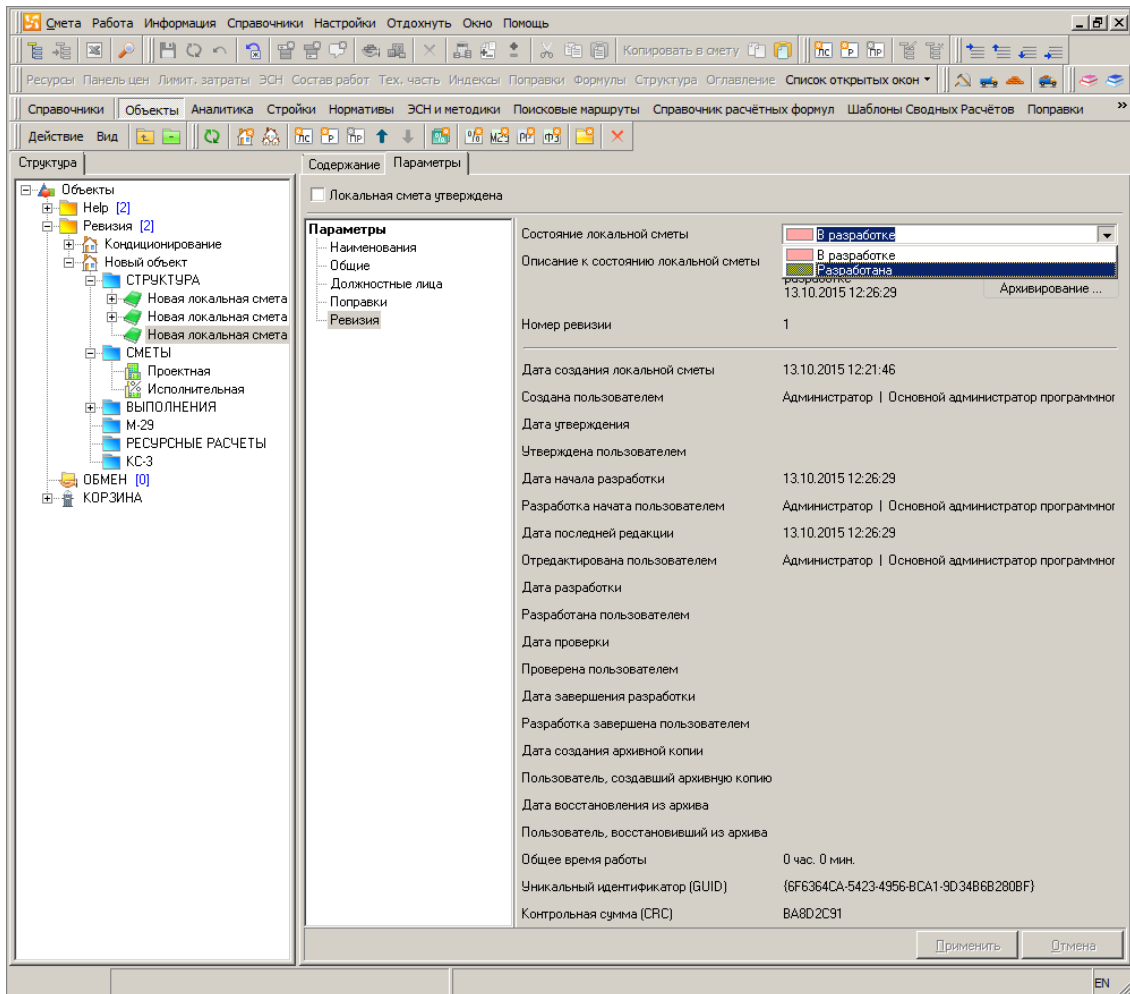 Смета Работа Информация Справочники Настройки Отдохнуть Окно Помощь
Копировать в смету
Ресурсы Панель цен Лимит. затраты ЭСН Состав работ Тех. часть Индексы Поправки Формулы Структура Оглавление Список открытых окон
Справочники Объекты Аналитика Стройки Нормативы ЭСН и методики Поисковые маршруты Справочник расчётных формул Шаблоны Сводных Расчётов Поправки »
Действие Вид
Структура
Содержание Параметры
Объекты
Help [2]
Ревизия [2]
Кондиционирование
Новый объект
СТРУКТУРА
Новая локальная смета
Новая локальная смета
Новая локальная смета
СМЕТЫ
Проектная
Исполнительная
ВЫПОЛНЕНИЯ
М-29
РЕСУРСНЫЕ РАСЧЕТЫ
КС-3
ОБМЕН [0]
КОРЗИНА
Локальная смета утверждена
Параметры
Наименования
Общие
Должностные лица
Поправки
Ревизия
Состояние локальной сметы В разработке
В разработке
Разработана
Описание к состоянию локальной сметы
13.10.2015 12:26:29 Архивирование ...
Номер ревизии 1
Дата создания локальной сметы 13.10.2015 12:21:46
Создана пользователем Администратор | Основной администратор программног
Дата утверждения
Утверждена пользователем
Дата начала разработки 13.10.2015 12:26:29
Разработка начата пользователем Администратор | Основной администратор программног
Дата последней редакции 13.10.2015 12:26:29
Отредактирована пользователем Администратор | Основной администратор программног
Дата разработки
Разработана пользователем
Дата проверки
Проверена пользователем
Дата завершения разработки
Разработка завершена пользователем
Дата создания архивной копии
Пользователь, создавший архивную копию
Дата восстановления из архива
Пользователь, восстановивший из архива
Общее время работы 0 час. 0 мин.
Уникальный идентификатор (GUID) {6F6364CA-5423-4956-BCA1-9D34B6B280BF}
Контрольная сумма (CRC) BA8D2C91
Применить Отмена
EN